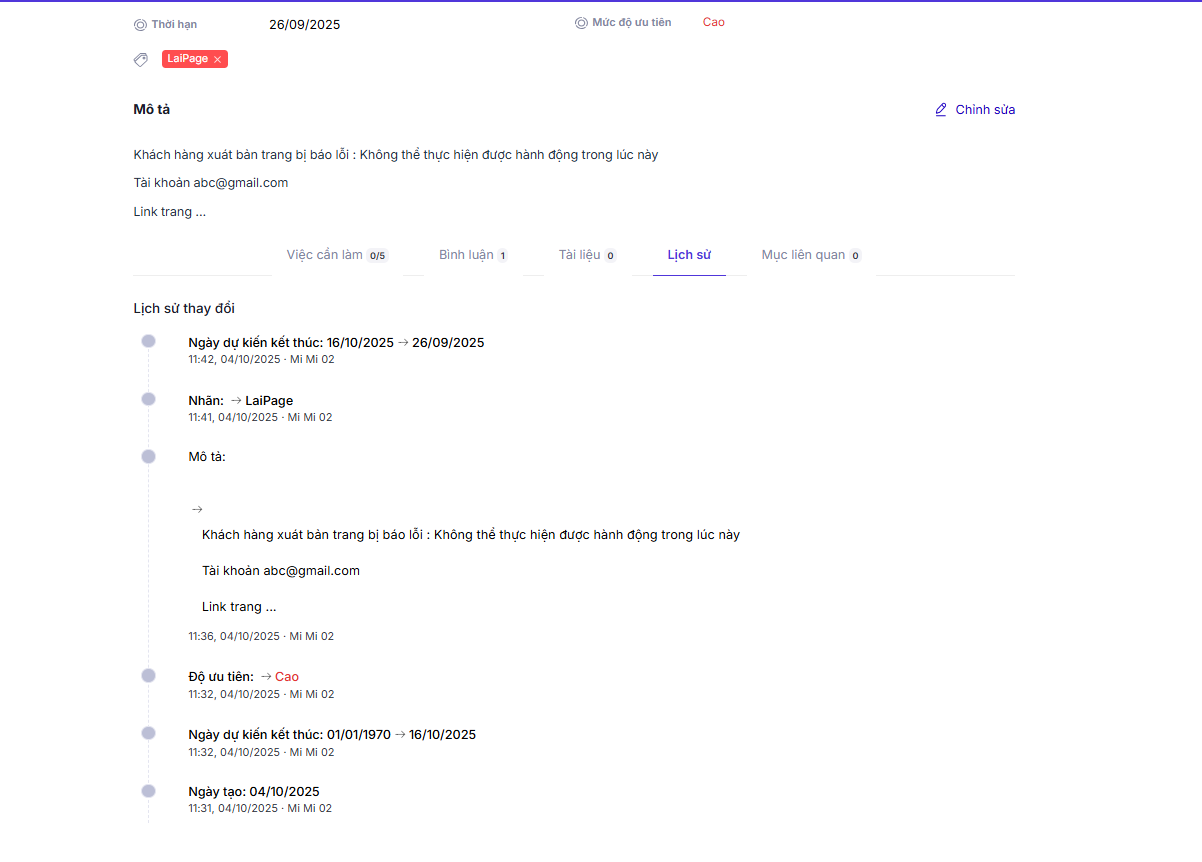 Thời hạn 26/09/2025 Mức độ ưu tiên Cao
LaiPage
Mô tả Chỉnh sửa
Khách hàng xuất bản trang bị báo lỗi : Không thể thực hiện được hành động trong lúc này
Tài khoản abc@gmail.com
Link trang ...
Việc cần làm 0/5 Bình luận 1 Tài liệu 0 Lịch sử Mục liên quan 0
Lịch sử thay đổi
Ngày dự kiến kết thúc: 16/10/2025 → 26/09/2025
11:42, 04/10/2025 · Mi Mi 02
Nhãn: → LaiPage
11:41, 04/10/2025 · Mi Mi 02
Mô tả:
→
Khách hàng xuất bản trang bị báo lỗi : Không thể thực hiện được hành động trong lúc này
Tài khoản abc@gmail.com
Link trang ...
11:36, 04/10/2025 · Mi Mi 02
Độ ưu tiên: → Cao
11:32, 04/10/2025 · Mi Mi 02
Ngày dự kiến kết thúc: 01/01/1970 → 16/10/2025
11:32, 04/10/2025 · Mi Mi 02
Ngày tạo: 04/10/2025
11:31, 04/10/2025 · Mi Mi 02